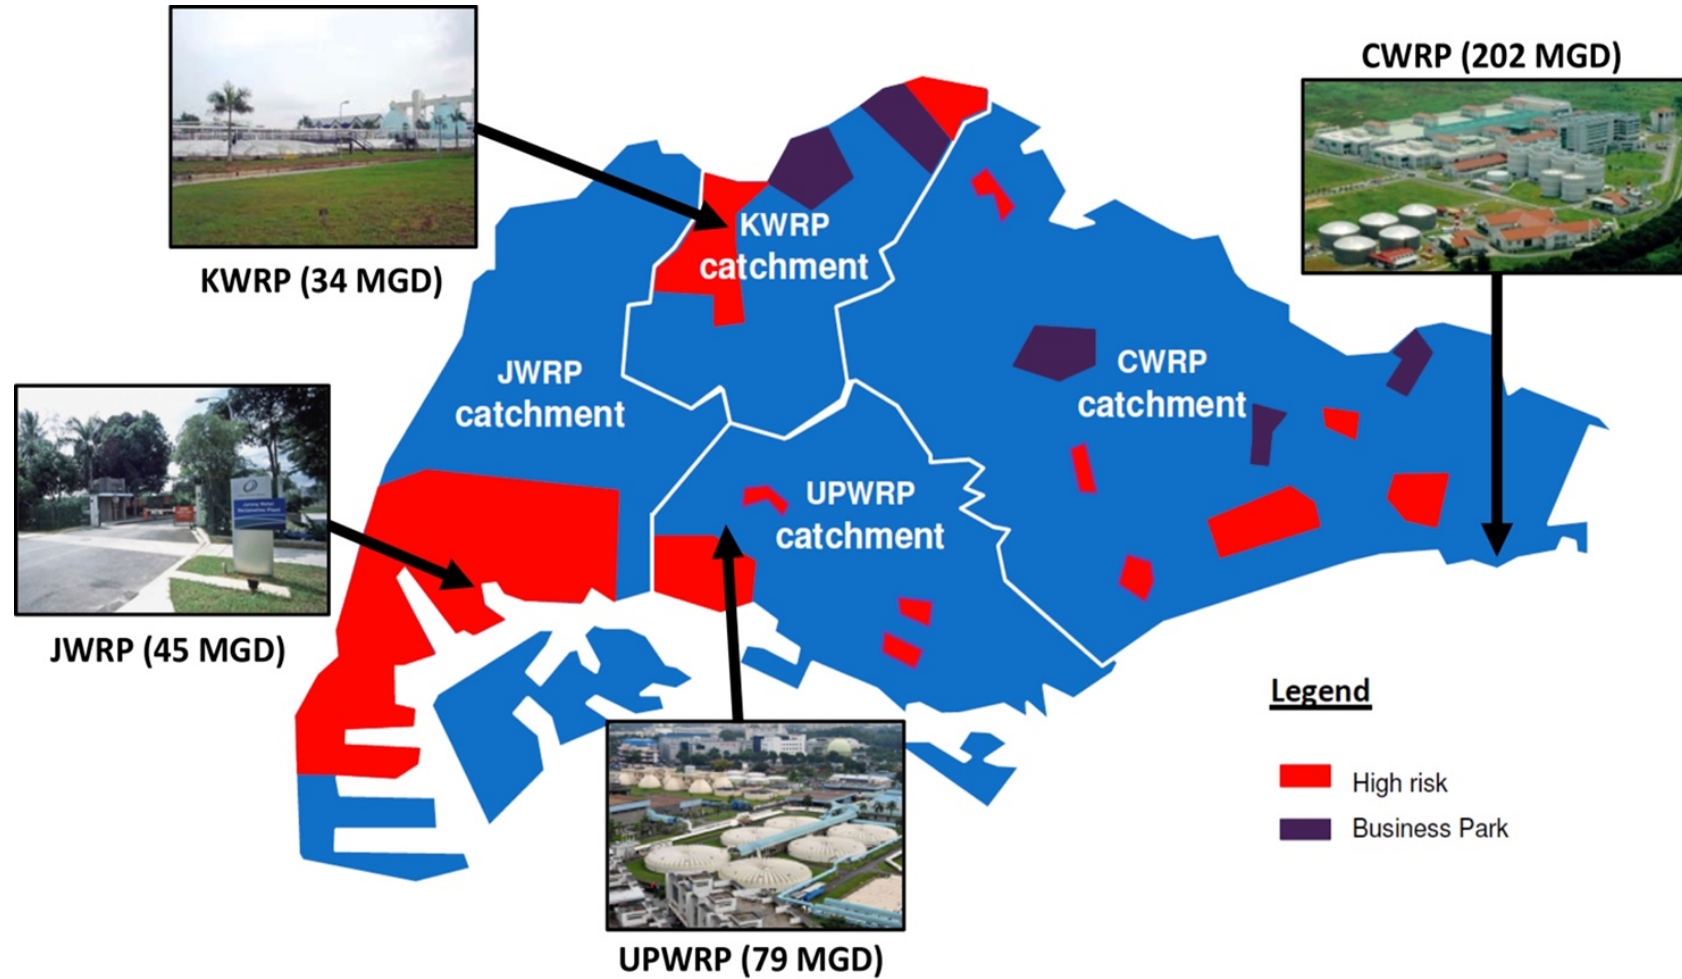 CWRP (202 MGD)
KWRP
catchment
KWRP (34 MGD)
JWRP
catchment
CWRP
catchment
UPWRP
catchment
JWRP (45 MGD)
Legend
High risk
Business Park
UPWRP (79 MGD)